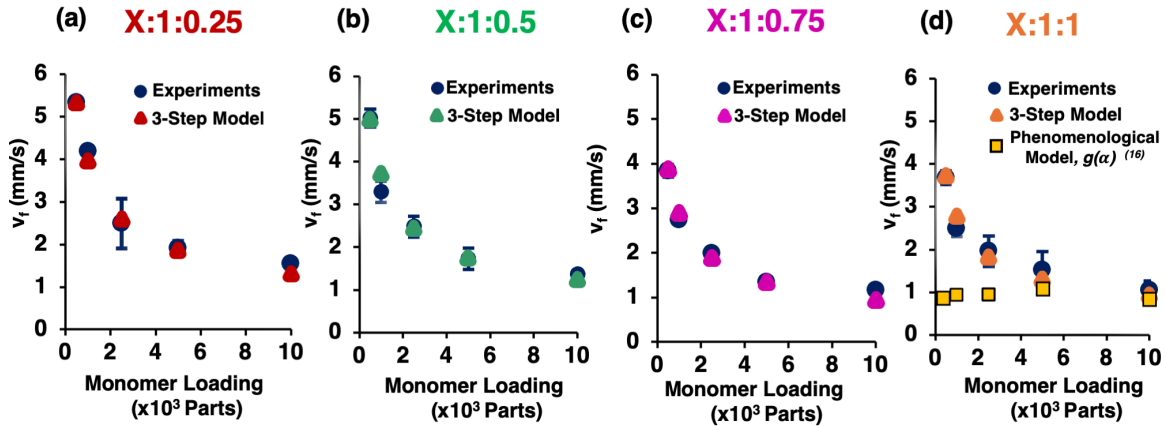 (a) X:1:0.25
Experiments
3-Step Model
6
5
4
3
2
1
0
v_f (mm/s)
0 2 4 6 8 10
Monomer Loading
(x10³ Parts)
(b) X:1:0.5
Experiments
3-Step Model
6
5
4
3
2
1
0
v_f (mm/s)
0 2 4 6 8 10
Monomer Loading
(x10³ Parts)
(c) X:1:0.75
Experiments
3-Step Model
6
5
4
3
2
1
0
v_f (mm/s)
0 2 4 6 8 10
Monomer Loading
(x10³ Parts)
(d) X:1:1
Experiments
3-Step Model
Phenomenological
Model, g(α) (16)
6
5
4
3
2
1
0
v_f (mm/s)
0 2 4 6 8 10
Monomer Loading
(x10³ Parts)